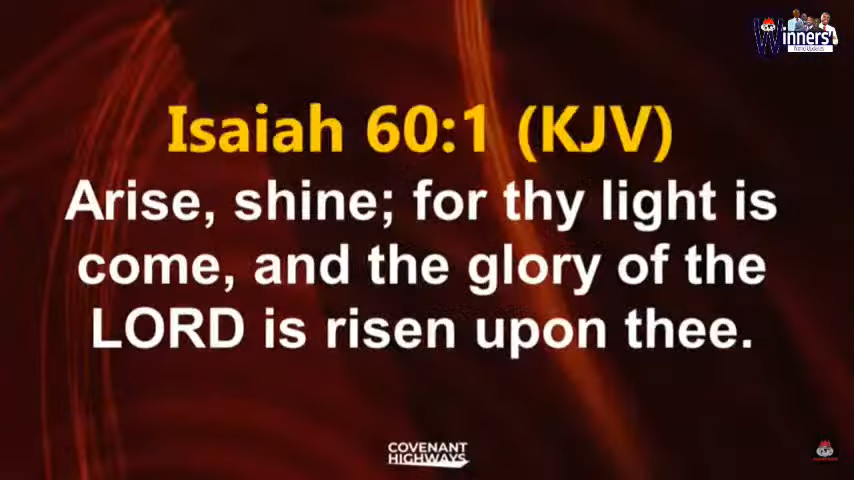 Winners'
Isaiah 60:1 (KJV)
Arise, shine; for thy light is
come, and the glory of the
LORD is risen upon thee.
COVENANT
HIGHWAYS